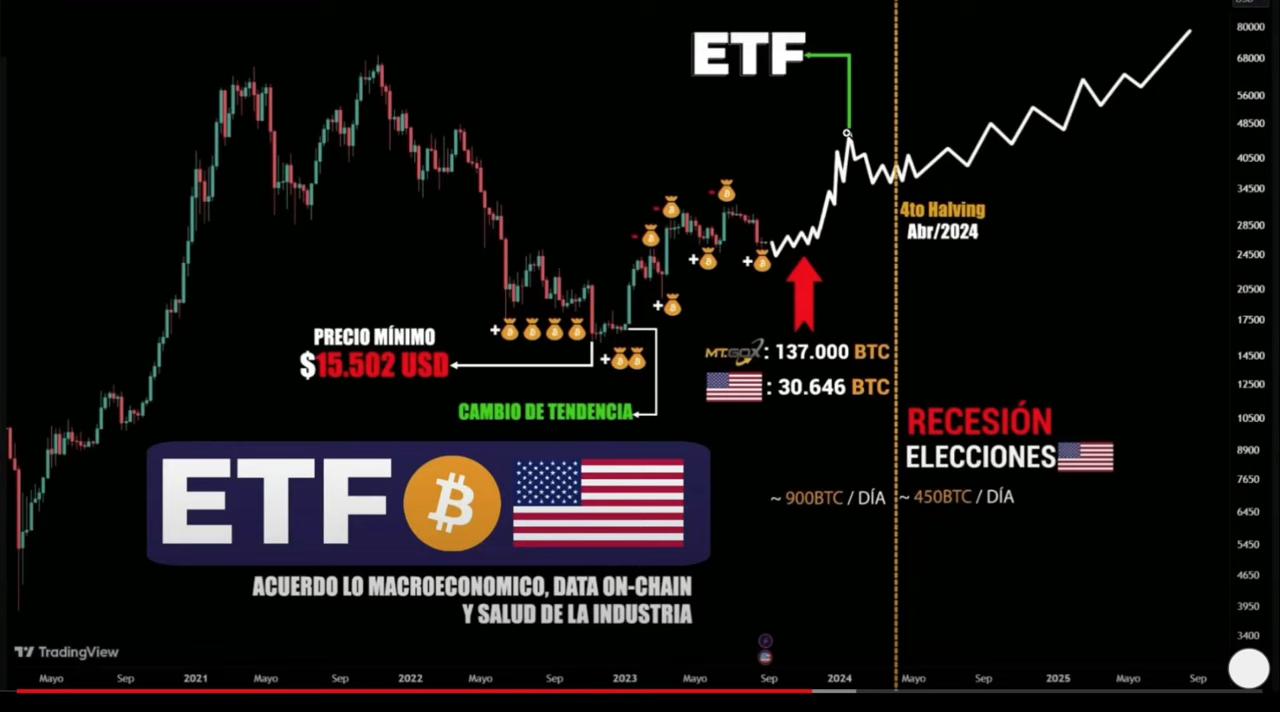 ETF
80000
68000
56000
48500
40500
34500
28500
24500
20500
17500
14500
12500
10500
8900
7650
6450
5450
4650
3950
3400
4to Halving
Abr/2024
PRECIO MÍNIMO
$15.502 USD
CAMBIO DE TENDENCIA
MT.GOX : 137.000 BTC
: 30.646 BTC
RECESIÓN
ELECCIONES
~ 900BTC / DÍA
~ 450BTC / DÍA
ETF
ACUERDO LO MACROECONOMICO, DATA ON-CHAIN
Y SALUD DE LA INDUSTRIA
TradingView
Mayo Sep 2021 Mayo Sep 2022 Mayo Sep 2023 Mayo Sep 2024 Mayo Sep 2025 Mayo Sep